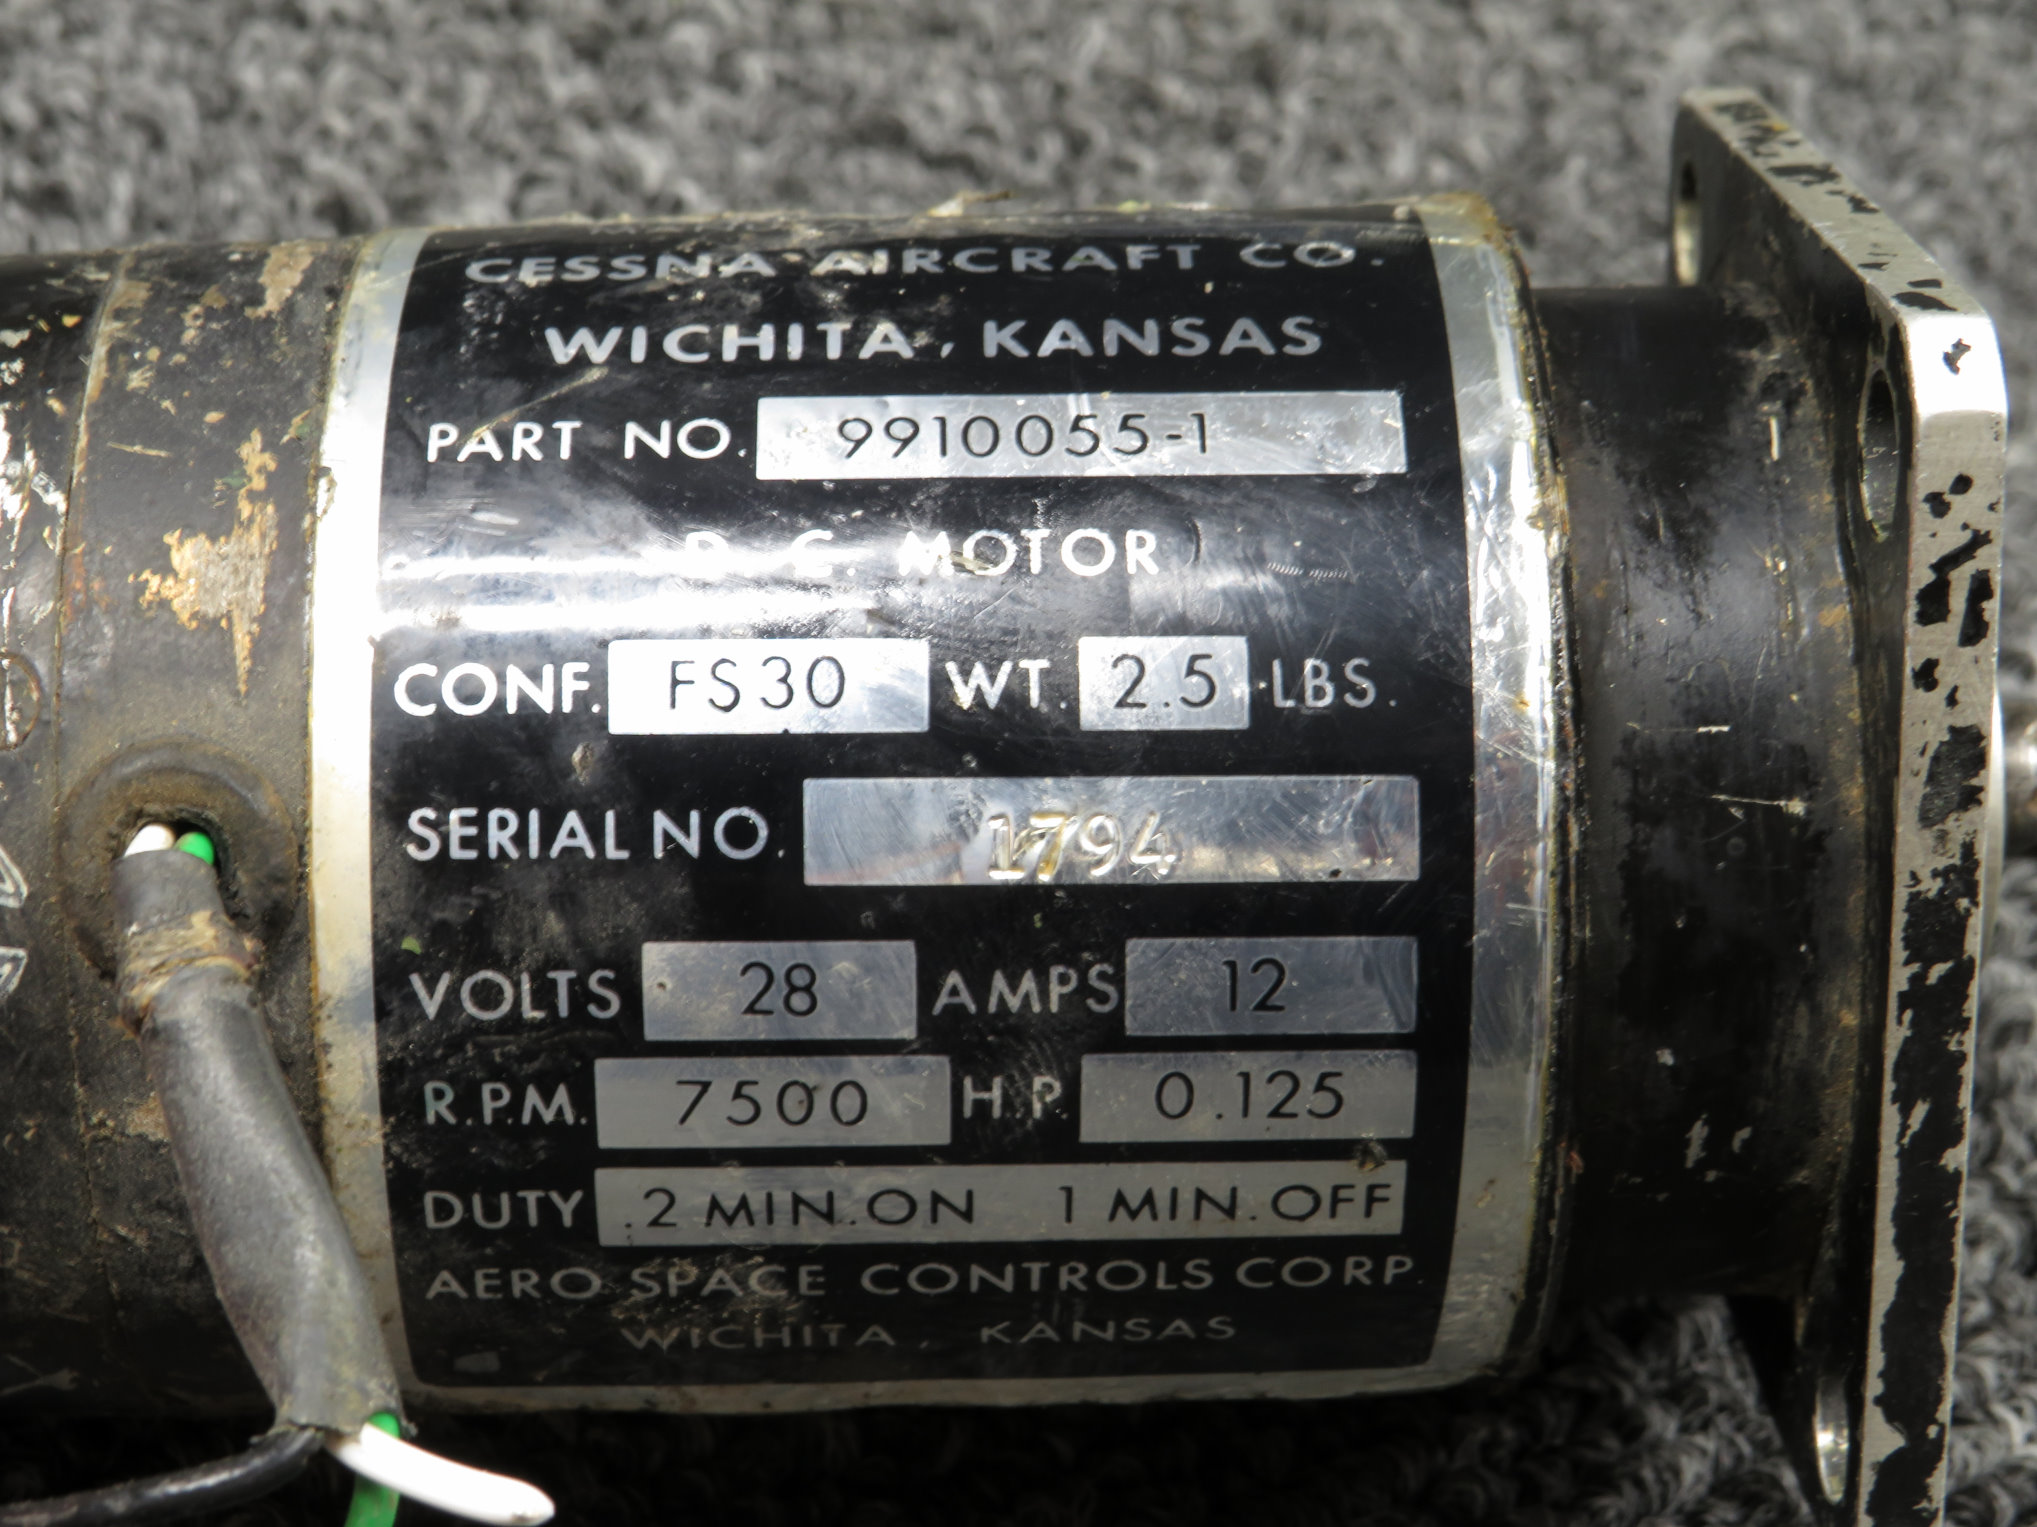 CESSNA AIRCRAFT CO.
WICHITA, KANSAS
PART NO. 9910055-1
D.C. MOTOR
CONF. FS30 WT. 2.5 LBS.
SERIAL NO. 1794
VOLTS 28 AMPS 12
R.P.M. 7500 H.P. 0.125
DUTY .2 MIN.ON 1 MIN.OFF
AERO SPACE CONTROLS CORP.
WICHITA, KANSAS